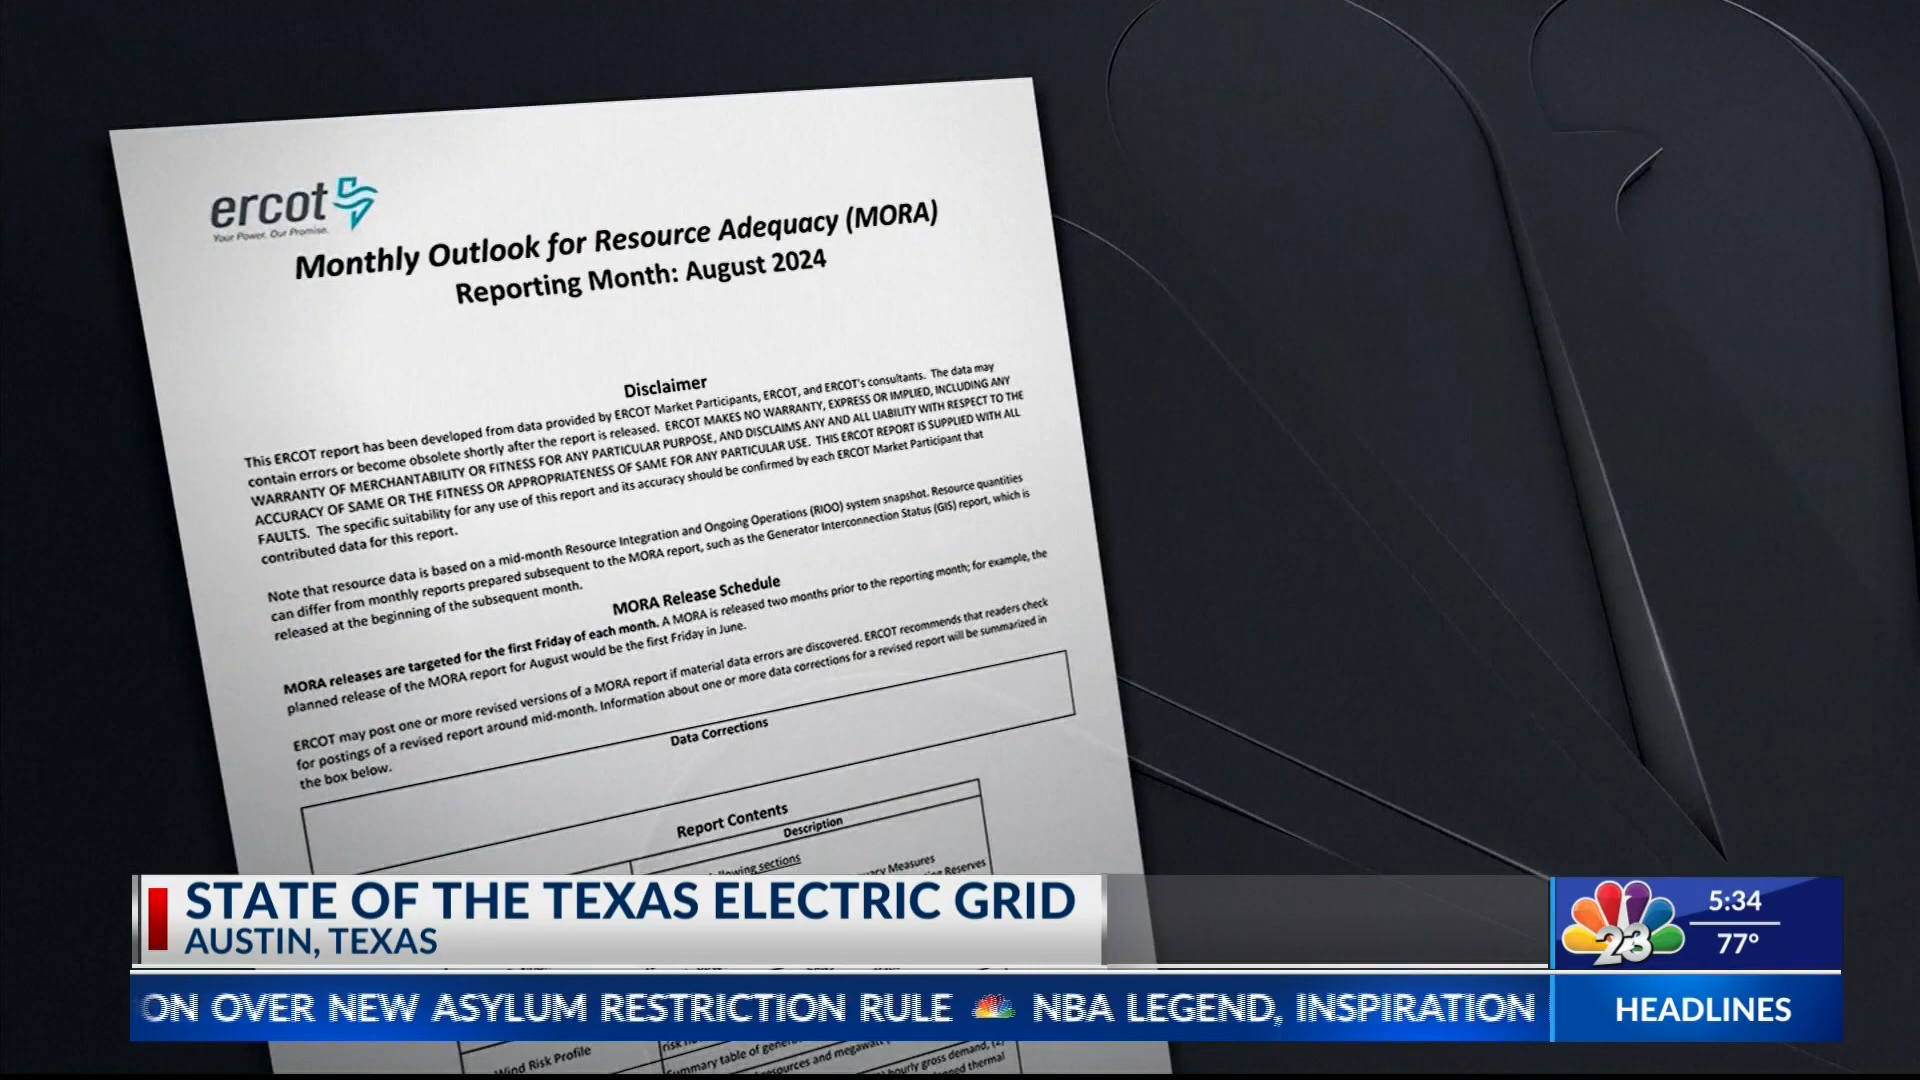 ercot
Your Power. Our Promise.
Monthly Outlook for Resource Adequacy (MORA)
Reporting Month: August 2024
Disclaimer
This ERCOT report has been developed from data provided by ERCOT Market Participants, ERCOT, and ERCOT's consultants. The data may
contain errors or become obsolete shortly after the report is released. ERCOT MAKES NO WARRANTY, EXPRESS OR IMPLIED, INCLUDING ANY
WARRANTY OF MERCHANTABILITY OR FITNESS FOR ANY PARTICULAR PURPOSE, AND DISCLAIMS ANY AND ALL LIABILITY WITH RESPECT TO THE
ACCURACY OF SAME OR THE FITNESS OR APPROPRIATENESS OF SAME FOR ANY PARTICULAR USE. THIS ERCOT REPORT IS SUPPLIED WITH ALL
FAULTS. The specific suitability for any use of this report and its accuracy should be confirmed by each ERCOT Market Participant that
contributed data for this report.
Note that resource data is based on a mid-month Resource Integration and Ongoing Operations (RIOO) system snapshot. Resource quantities
can differ from monthly reports prepared subsequent to the MORA report, such as the Generator Interconnection Status (GIS) report, which is
released at the beginning of the subsequent month.
MORA Release Schedule
MORA releases are targeted for the first Friday of each month. A MORA is released two months prior to the reporting month; for example, the
planned release of the MORA report for August would be the first Friday in June.
ERCOT may post one or more revised versions of a MORA report if material data errors are discovered. ERCOT recommends that readers check
for postings of a revised report around mid-month. Information about one or more data corrections for a revised report will be summarized in
the box below.
Data Corrections
Report Contents
Description
sections
Measures
Reserves
STATE OF THE TEXAS ELECTRIC GRID
AUSTIN, TEXAS
23
5:34
77°
ON OVER NEW ASYLUM RESTRICTION RULE NBA LEGEND, INSPIRATION
HEADLINES
Wind Risk Profile
summary table of
and
hourly gross demand, (2)
thermal